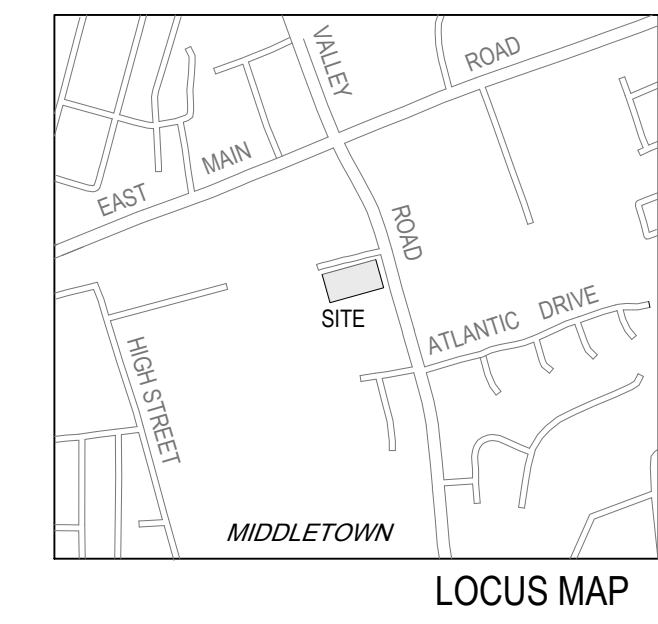 VALLEY
ROAD
EAST MAIN
ROAD
SITE
ATLANTIC DRIVE
HIGH STREET
MIDDLETOWN
LOCUS MAP